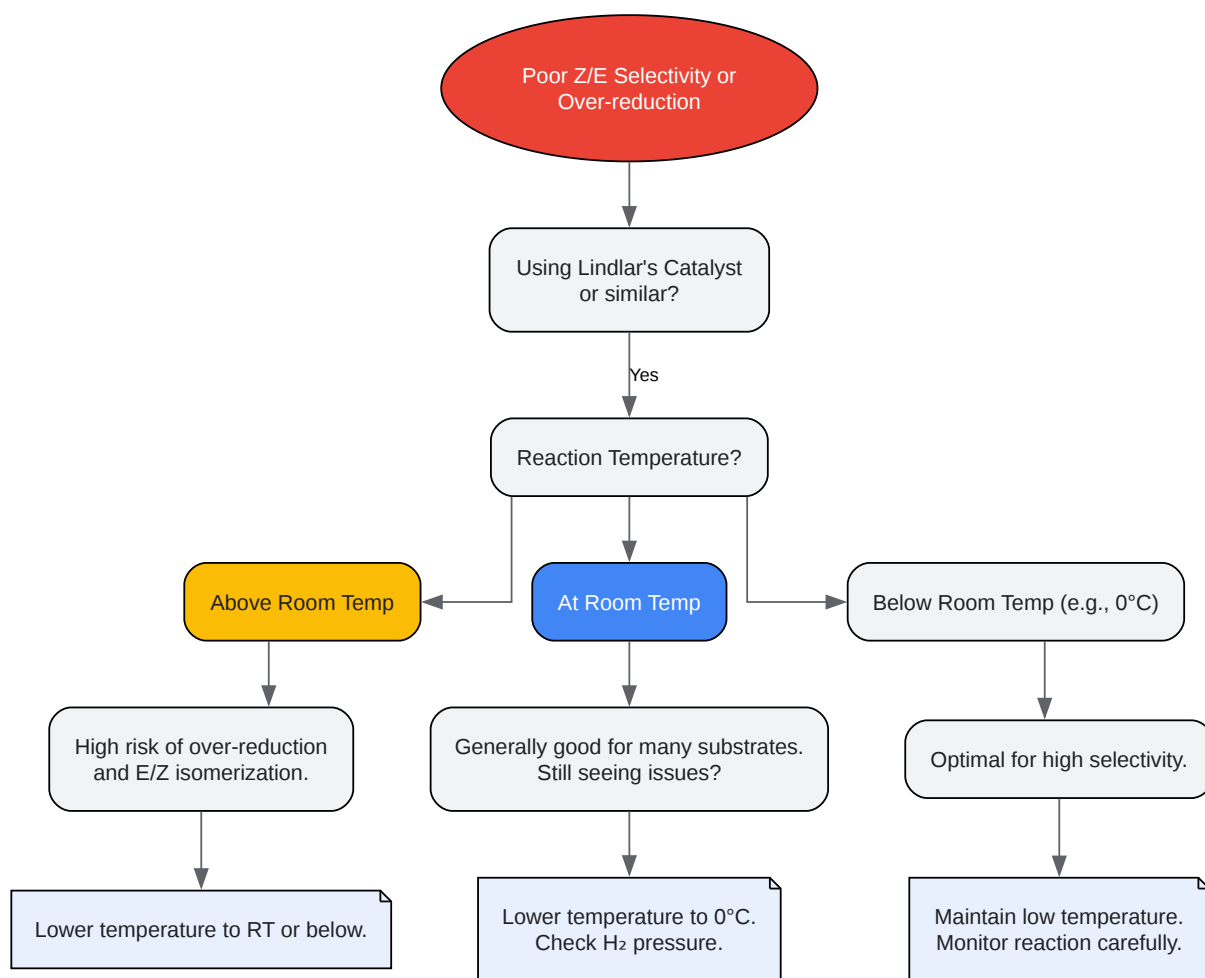 Poor Z/E Selectivity or
Over-reduction
Using Lindlar's Catalyst
or similar?
Yes
Reaction Temperature?
Above Room Temp
At Room Temp
Below Room Temp (e.g., 0°C)
High risk of over-reduction
and E/Z isomerization.
Generally good for many substrates.
Still seeing issues?
Optimal for high selectivity.
Lower temperature to RT or below.
Lower temperature to 0°C.
Check H₂ pressure.
Maintain low temperature.
Monitor reaction carefully.